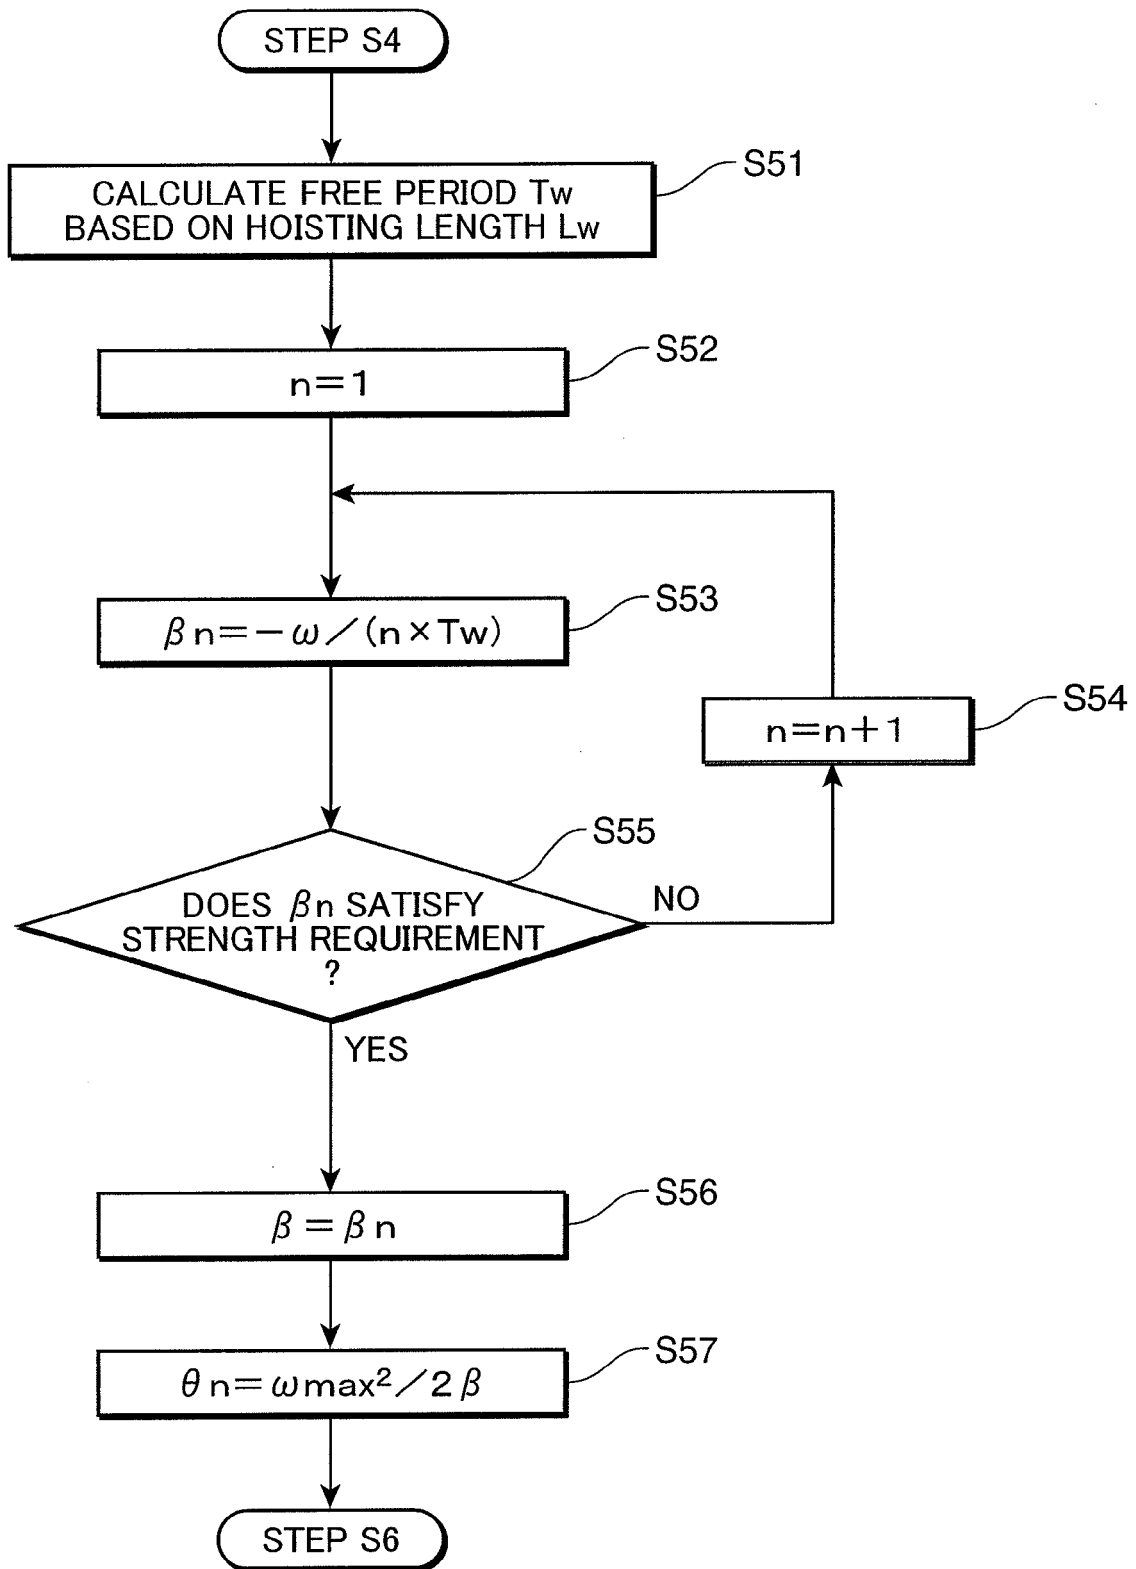 STEP S4
S51
CALCULATE FREE PERIOD Tw
BASED ON HOISTING LENGTH Lw
S52
n=1
S53
βn=-ω/(n×Tw)
S54
n=n+1
S55
DOES βn SATISFY
STRENGTH REQUIREMENT
?
NO
YES
S56
β=βn
S57
θn=ωmax²/2β
STEP S6